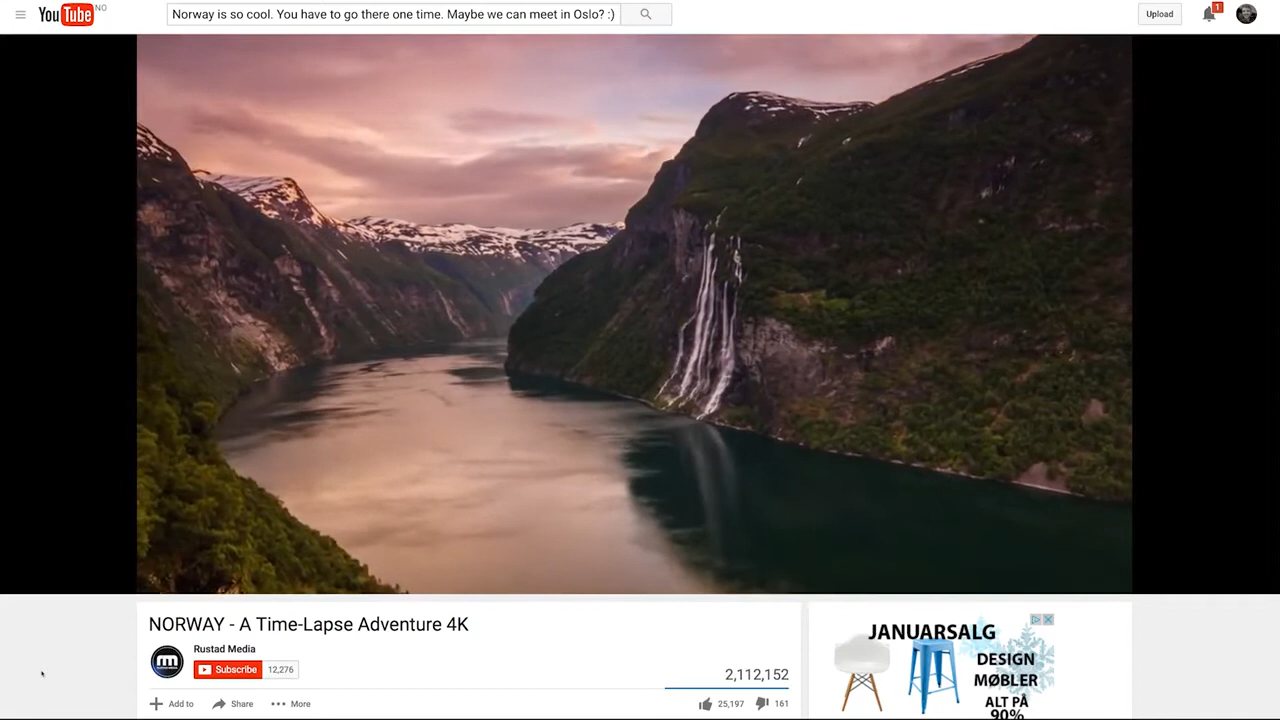 YouTube NO
Norway is so cool. You have to go there one time. Maybe we can meet in Oslo? :)
Upload
1
NORWAY - A Time-Lapse Adventure 4K
Rustad Media
Subscribe 12,276
2,112,152
Add to Share More 25,197 161
JANUARSALG
DESIGN
MØBLER
ALT PÅ
90%